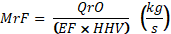 MrF = QrO / (EF × HHV) (kg/s)